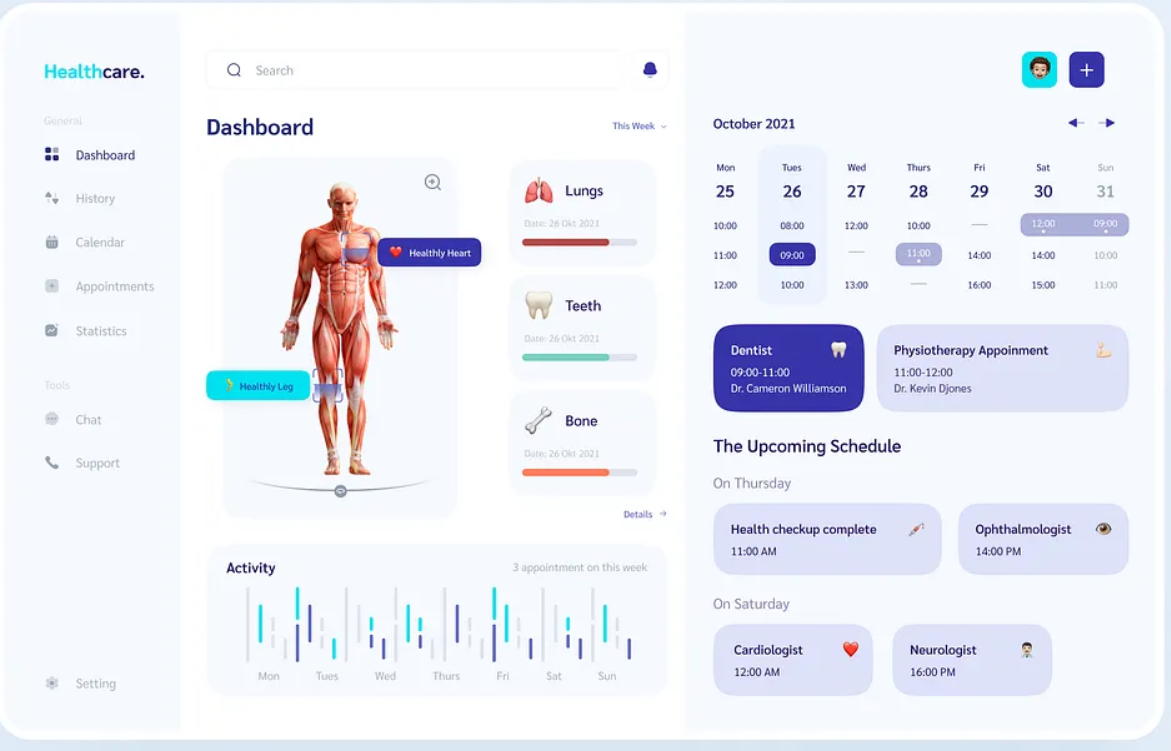 Healthcare.
General
Dashboard
History
Calendar
Appointments
Statistics
Tools
Chat
Support
Setting
Search
Dashboard
This Week
Healthly Heart
Healthly Leg
Lungs
Date: 26 Okt 2021
Teeth
Date: 26 Okt 2021
Bone
Date: 26 Okt 2021
Details
Activity
3 appointment on this week
Mon Tues Wed Thurs Fri Sat Sun
October 2021
Mon Tues Wed Thurs Fri Sat Sun
25 26 27 28 29 30 31
10:00 08:00 12:00 10:00 — 12:00 09:00
11:00 09:00 — 11:00 14:00 14:00 10:00
12:00 10:00 13:00 — 16:00 15:00 11:00
Dentist
09:00-11:00
Dr. Cameron Williamson
Physiotherapy Appoinment
11:00-12:00
Dr. Kevin Djones
The Upcoming Schedule
On Thursday
Health checkup complete
11:00 AM
Ophthalmologist
14:00 PM
On Saturday
Cardiologist
12:00 AM
Neurologist
16:00 PM